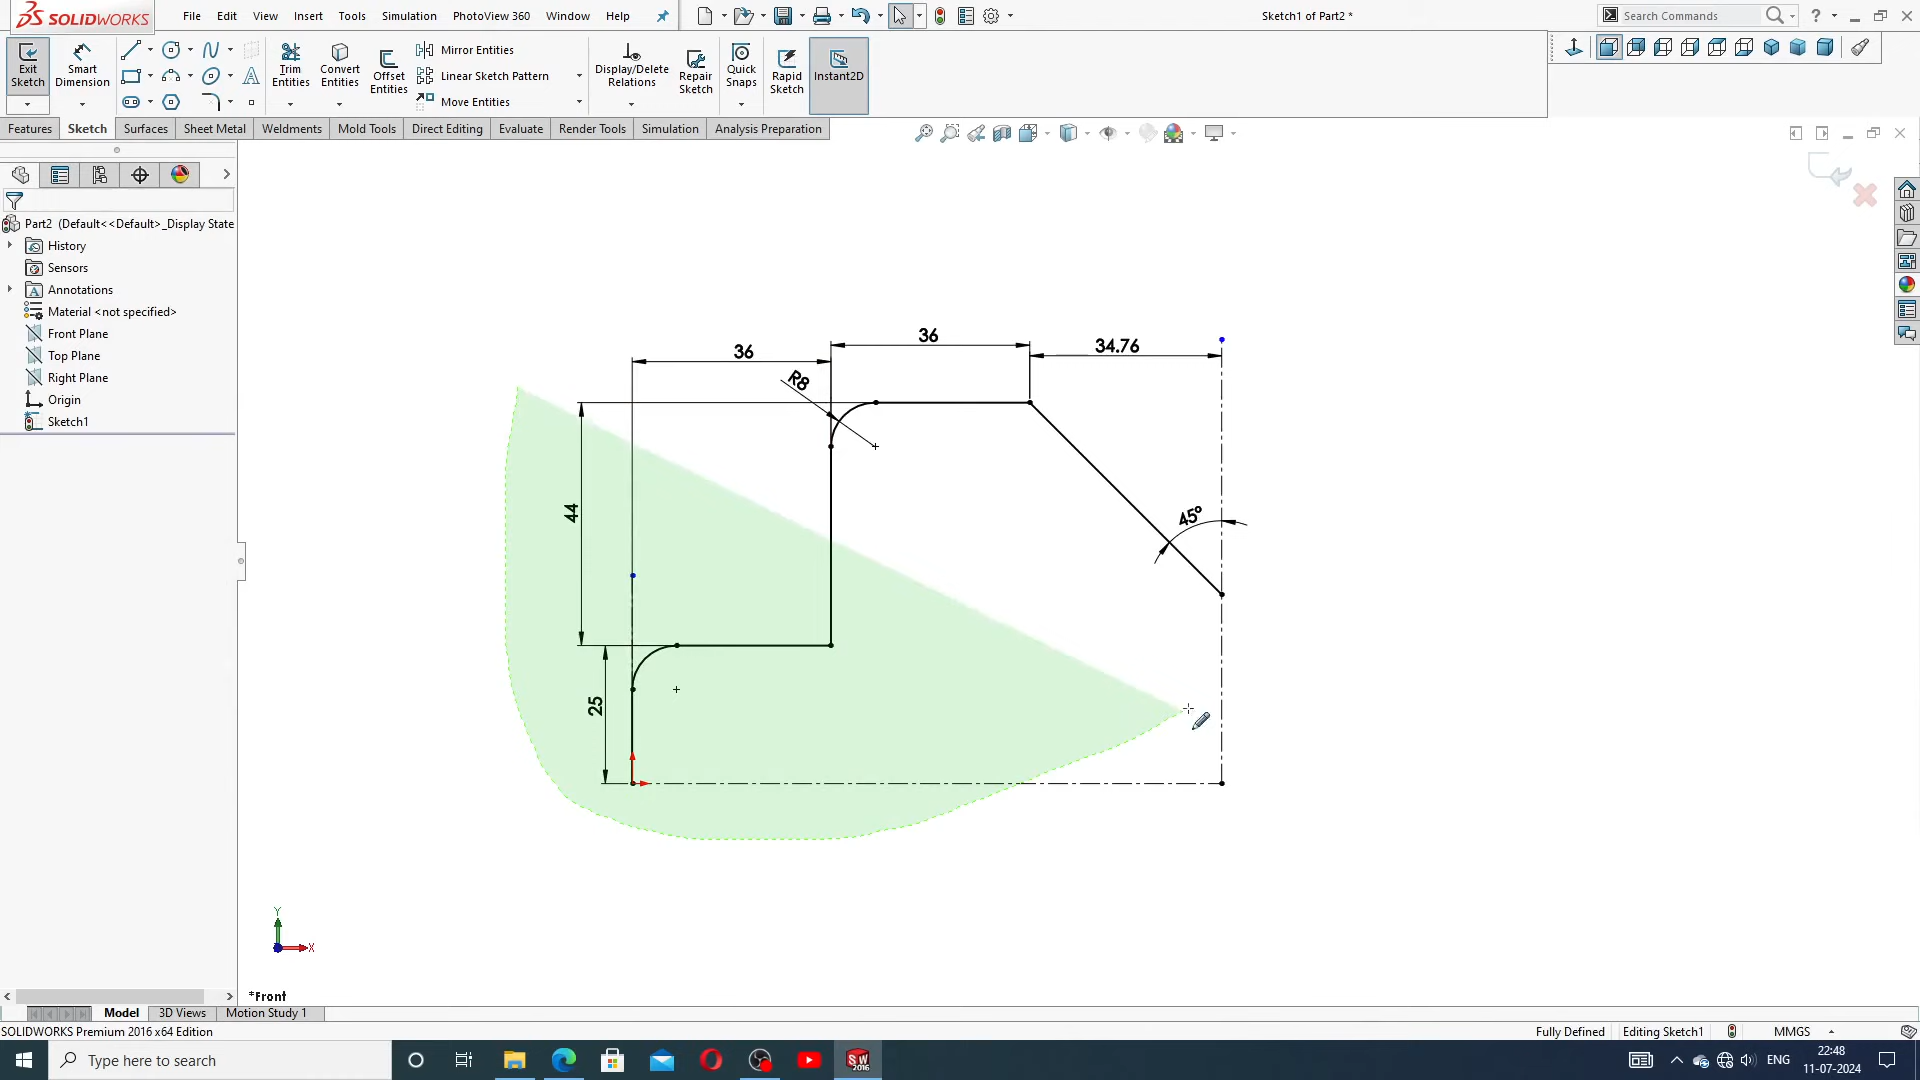 SOLIDWORKS
File Edit View Insert Tools Simulation PhotoView 360 Window Help
Sketch1 of Part2 *
Search Commands
Exit Sketch
Smart Dimension
Trim Entities
Convert Entities
Offset Entities
Mirror Entities
Linear Sketch Pattern
Move Entities
Display/Delete Relations
Repair Sketch
Quick Snaps
Rapid Sketch
Instant2D
Features Sketch Surfaces Sheet Metal Weldments Mold Tools Direct Editing Evaluate Render Tools Simulation Analysis Preparation
Part2 (Default<<Default>_Display State
History
Sensors
Annotations
Material <not specified>
Front Plane
Top Plane
Right Plane
Origin
Sketch1
36
36
34.76
R8
44
45°
25
Y
X
*Front
Model 3D Views Motion Study 1
SOLIDWORKS Premium 2016 x64 Edition
Fully Defined Editing Sketch1 MMGS
Type here to search
SW 2016
ENG
22:48
11-07-2024